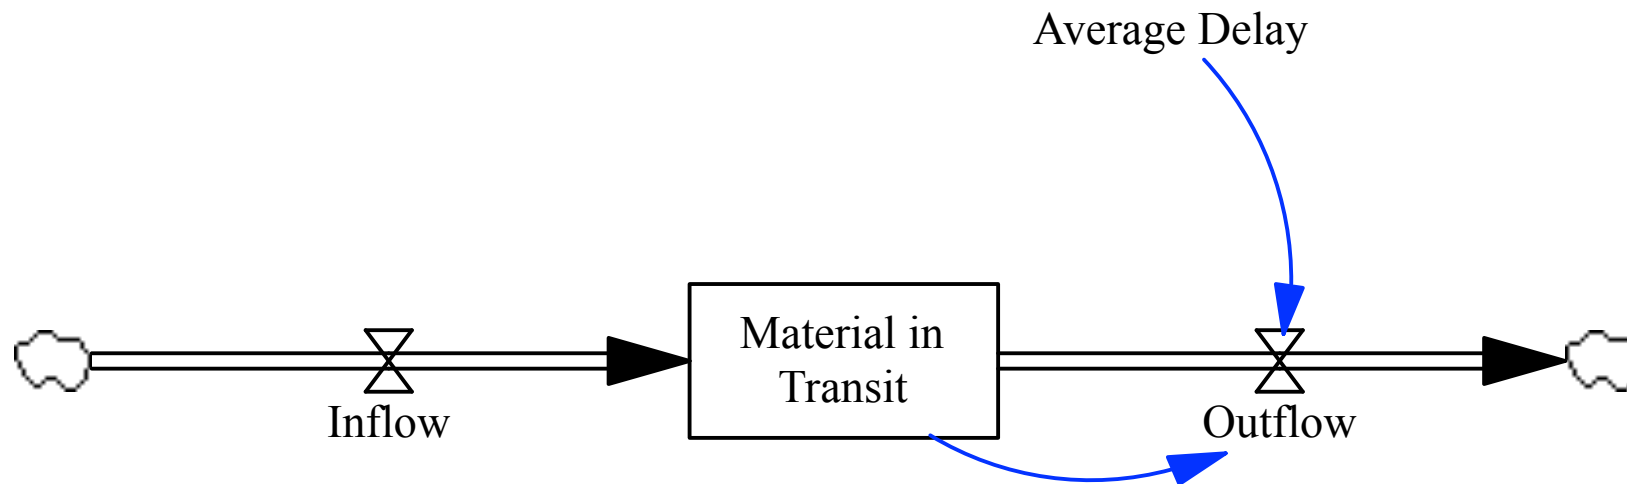 Average Delay
Material in
Transit
Inflow
Outflow